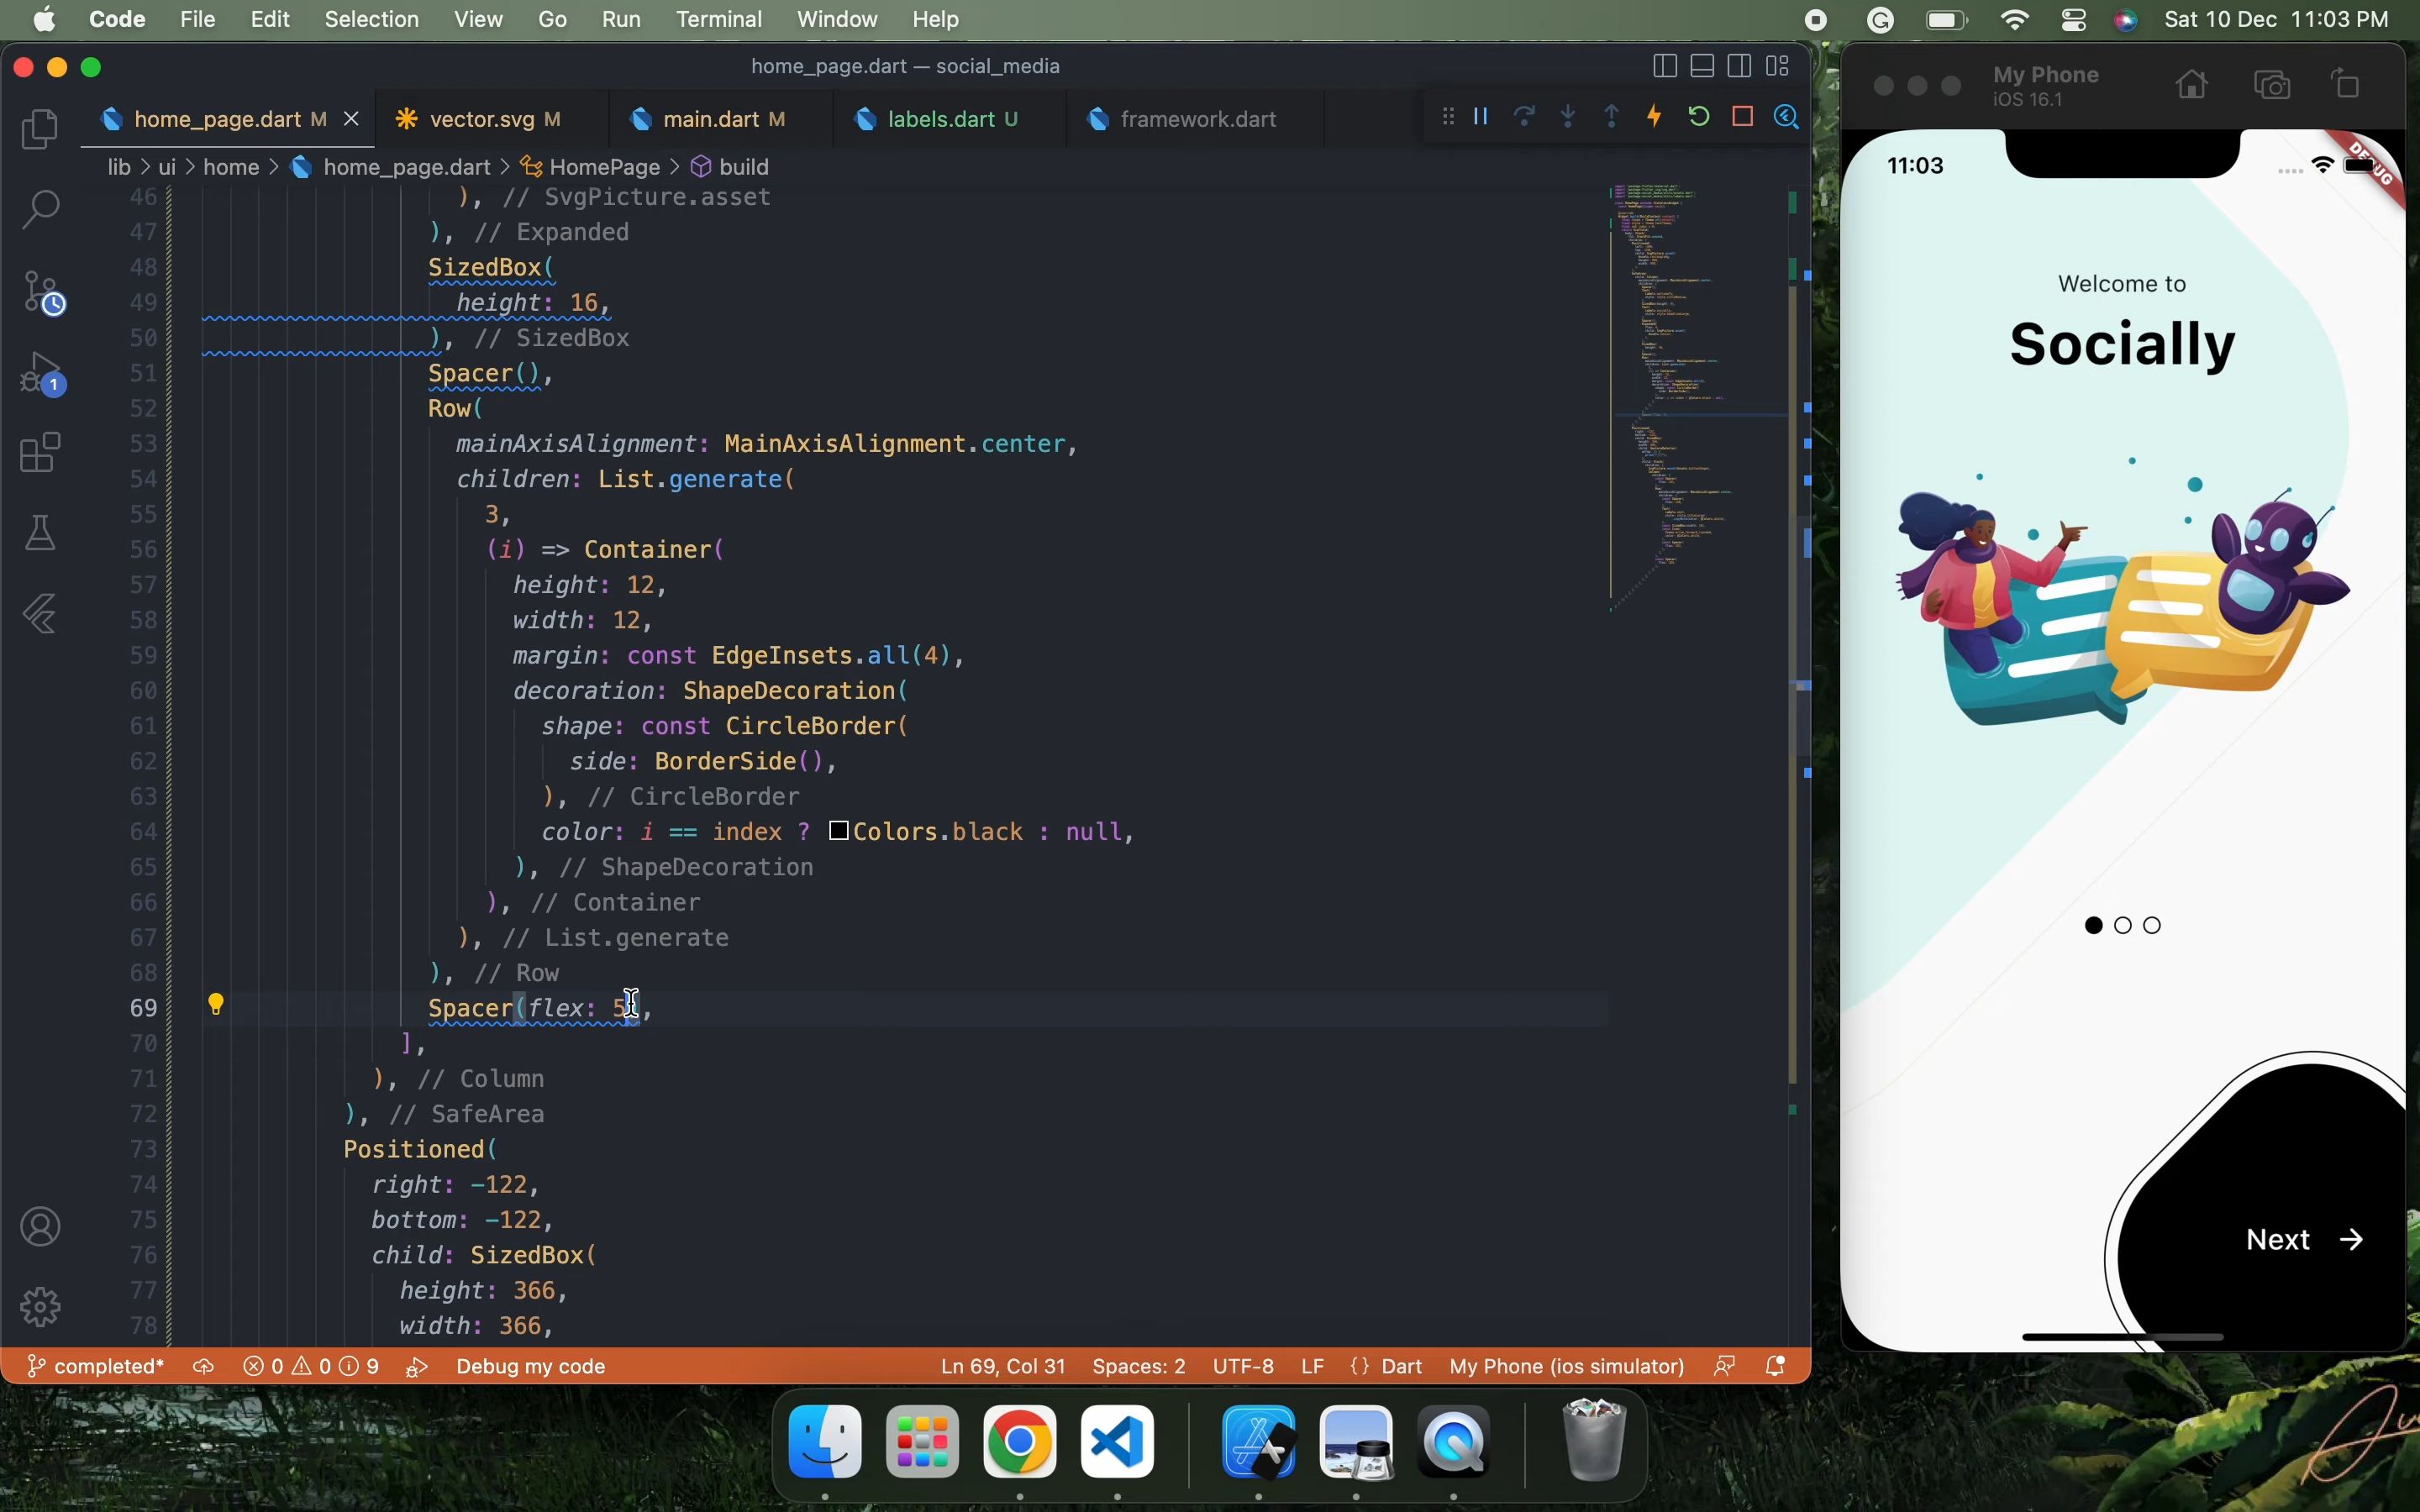 Code File Edit Selection View Go Run Terminal Window Help
Sat 10 Dec 11:03 PM
home_page.dart — social_media
home_page.dart M
vector.svg M
main.dart M
labels.dart U
framework.dart
lib > ui > home > home_page.dart > HomePage > build
46 ), // SvgPicture.asset
47 ), // Expanded
48 SizedBox(
49 height: 16,
50 ), // SizedBox
51 Spacer(),
52 Row(
53 mainAxisAlignment: MainAxisAlignment.center,
54 children: List.generate(
55 3,
56 (i) => Container(
57 height: 12,
58 width: 12,
59 margin: const EdgeInsets.all(4),
60 decoration: ShapeDecoration(
61 shape: const CircleBorder(
62 side: BorderSide(),
63 ), // CircleBorder
64 color: i == index ? Colors.black : null,
65 ), // ShapeDecoration
66 ), // Container
67 ), // List.generate
68 ), // Row
69 Spacer(flex: 5),
70 ],
71 ), // Column
72 ), // SafeArea
73 Positioned(
74 right: -122,
75 bottom: -122,
76 child: SizedBox(
77 height: 366,
78 width: 366,
1
completed* 0 0 9 Debug my code
Ln 69, Col 31 Spaces: 2 UTF-8 LF {} Dart My Phone (ios simulator)
My Phone
iOS 16.1
11:03
DEBUG
Welcome to
Socially
Next →